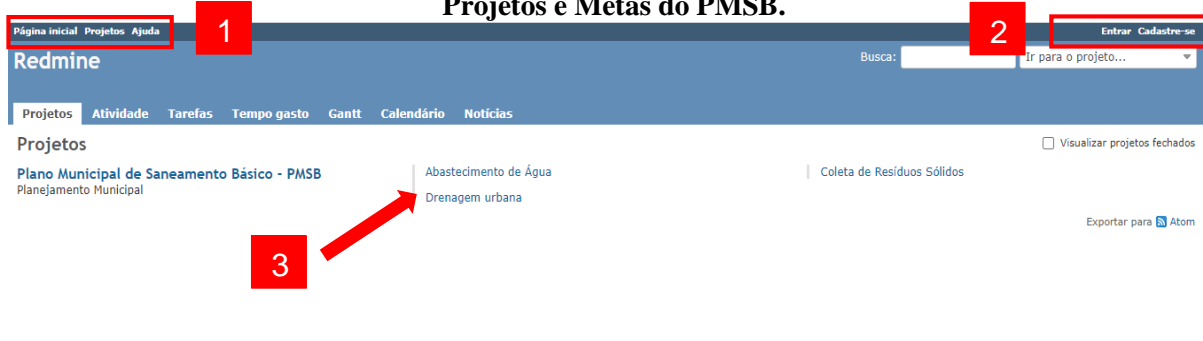 Projetos e Metas do PMSB.
Página inicial Projetos Ajuda
1
2
Entrar Cadastre-se
Redmine
Busca:
Ir para o projeto...
Projetos Atividade Tarefas Tempo gasto Gantt Calendário Notícias
Projetos
Visualizar projetos fechados
Plano Municipal de Saneamento Básico - PMSB
Planejamento Municipal
Abastecimento de Água
Drenagem urbana
Coleta de Resíduos Sólidos
Exportar para Atom
3